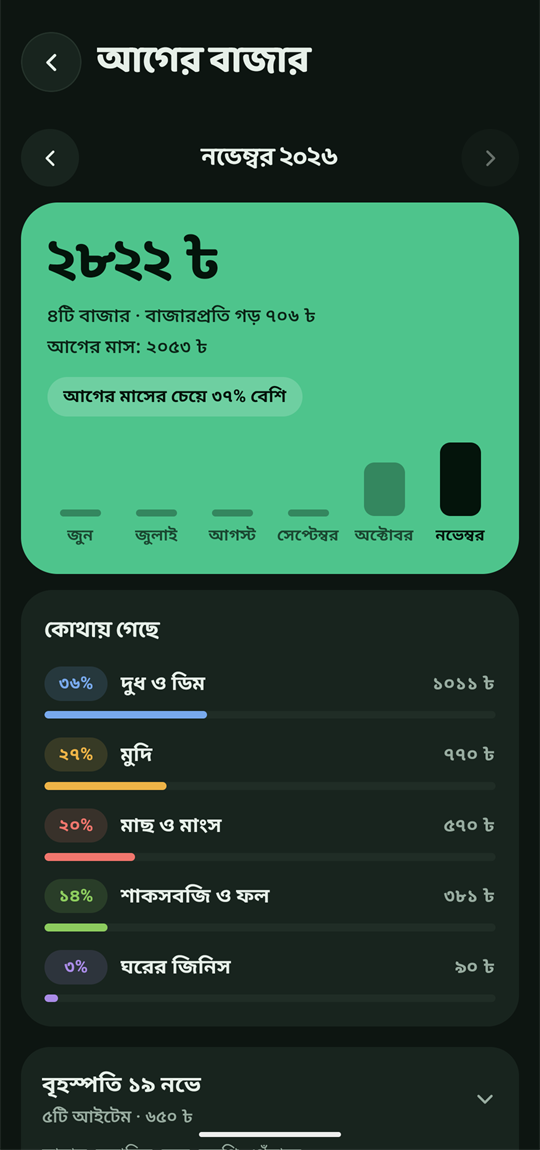 আগের বাজার
নভেম্বর ২০২৬
২৮২২ ৳
৪টি বাজার · বাজারপ্রতি গড় ৭০৬ ৳
আগের মাস: ২০৫৩ ৳
আগের মাসের চেয়ে ৩৭% বেশি
জুন জুলাই আগস্ট সেপ্টেম্বর অক্টোবর নভেম্বর
কোথায় গেছে
৩৬% দুধ ও ডিম ১০১১ ৳
২৭% মুদি ৭৭০ ৳
২০% মাছ ও মাংস ৫৭০ ৳
১৪% শাকসবজি ও ফল ৩৮১ ৳
৩% ঘরের জিনিস ৯০ ৳
বৃহস্পতি ১৯ নভে
৫টি আইটেম · ৬৫০ ৳